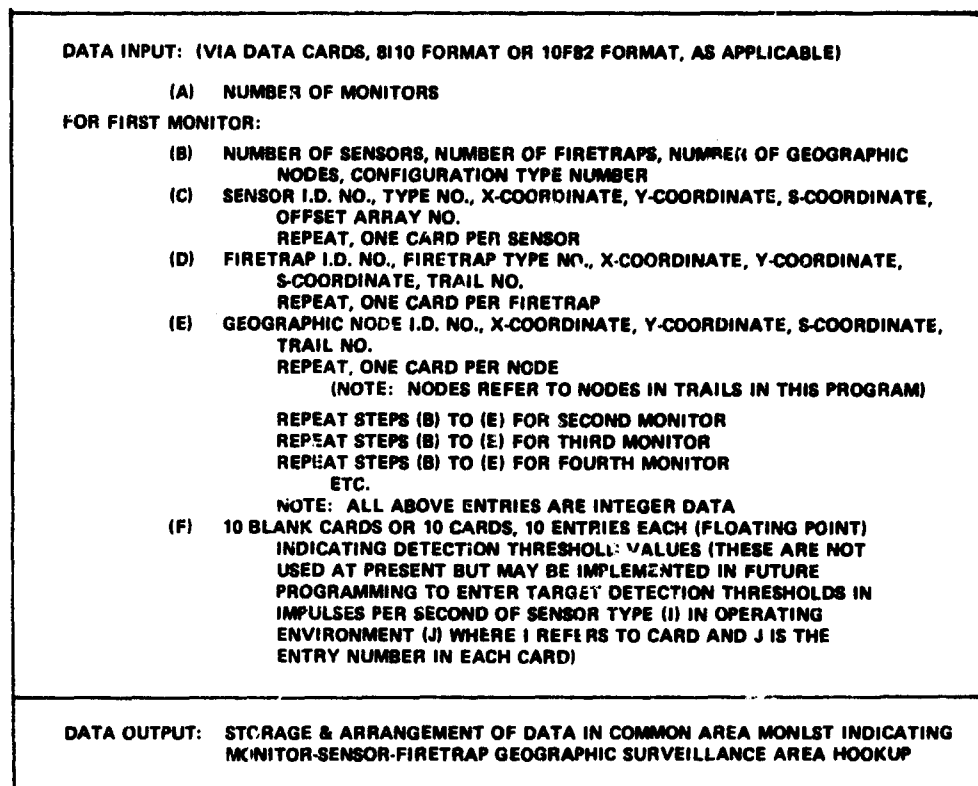 DATA INPUT: (VIA DATA CARDS, 8I10 FORMAT OR 10F82 FORMAT, AS APPLICABLE)
(A) NUMBER OF MONITORS
FOR FIRST MONITOR:
(B) NUMBER OF SENSORS, NUMBER OF FIRETRAPS, NUMBER OF GEOGRAPHIC
NODES, CONFIGURATION TYPE NUMBER
(C) SENSOR I.D. NO., TYPE NO., X-COORDINATE, Y-COORDINATE, S-COORDINATE,
OFFSET ARRAY NO.
REPEAT, ONE CARD PER SENSOR
(D) FIRETRAP I.D. NO., FIRETRAP TYPE NO., X-COORDINATE, Y-COORDINATE,
S-COORDINATE, TRAIL NO.
REPEAT, ONE CARD PER FIRETRAP
(E) GEOGRAPHIC NODE I.D. NO., X-COORDINATE, Y-COORDINATE, S-COORDINATE,
TRAIL NO.
REPEAT, ONE CARD PER NODE
(NOTE: NODES REFER TO NODES IN TRAILS IN THIS PROGRAM)
REPEAT STEPS (B) TO (E) FOR SECOND MONITOR
REPEAT STEPS (B) TO (E) FOR THIRD MONITOR
REPEAT STEPS (B) TO (E) FOR FOURTH MONITOR
ETC.
NOTE: ALL ABOVE ENTRIES ARE INTEGER DATA
(F) 10 BLANK CARDS OR 10 CARDS, 10 ENTRIES EACH (FLOATING POINT)
INDICATING DETECTION THRESHOLD VALUES (THESE ARE NOT
USED AT PRESENT BUT MAY BE IMPLEMENTED IN FUTURE
PROGRAMMING TO ENTER TARGET DETECTION THRESHOLDS IN
IMPULSES PER SECOND OF SENSOR TYPE (I) IN OPERATING
ENVIRONMENT (J) WHERE I REFERS TO CARD AND J IS THE
ENTRY NUMBER IN EACH CARD)
DATA OUTPUT: STORAGE & ARRANGEMENT OF DATA IN COMMON AREA MONLST INDICATING
MONITOR-SENSOR-FIRETRAP GEOGRAPHIC SURVEILLANCE AREA HOOKUP